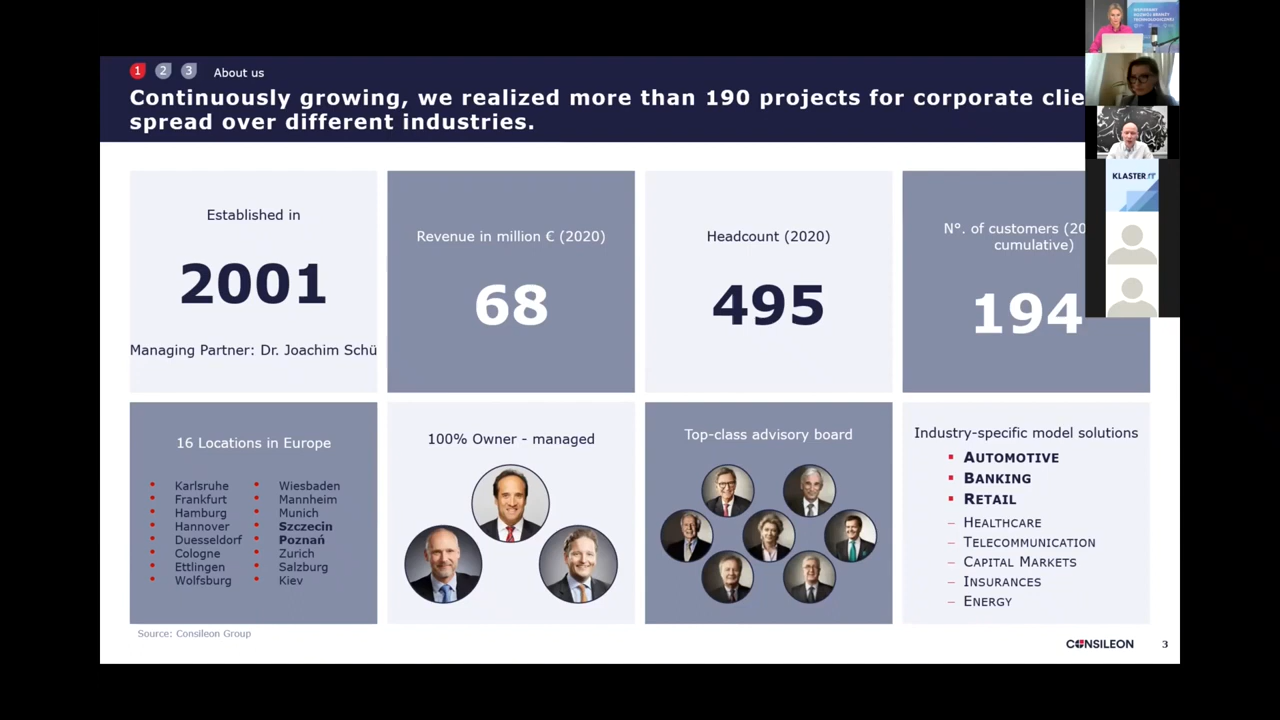 1 2 3 About us
Continuously growing, we realized more than 190 projects for corporate clie
spread over different industries.
Established in
2001
Managing Partner: Dr. Joachim Schü
Revenue in million € (2020)
68
Headcount (2020)
495
N°. of customers (20
cumulative)
194
16 Locations in Europe
Karlsruhe
Frankfurt
Hamburg
Hannover
Duesseldorf
Cologne
Ettlingen
Wolfsburg
Wiesbaden
Mannheim
Munich
Szczecin
Poznań
Zurich
Salzburg
Kiev
100% Owner - managed
Top-class advisory board
Industry-specific model solutions
AUTOMOTIVE
BANKING
RETAIL
HEALTHCARE
TELECOMMUNICATION
CAPITAL MARKETS
INSURANCES
ENERGY
Source: Consileon Group
CONSILEON 3
KLASTER IT